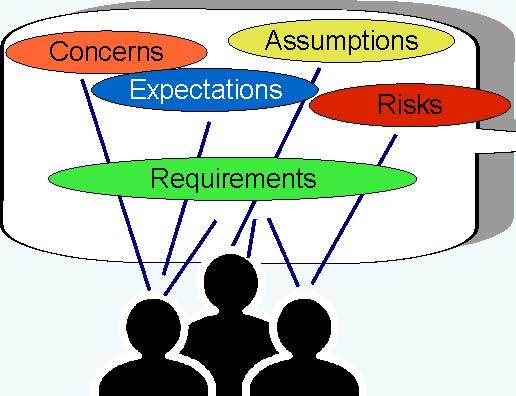 Concerns
Assumptions
Expectations
Risks
Requirements